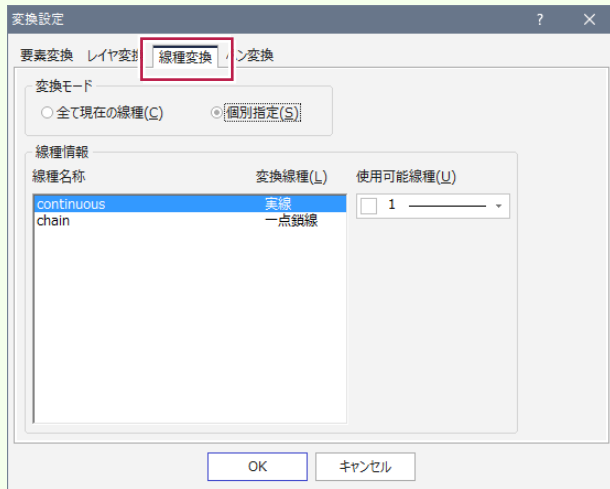 変換設定 ?
要素変換 レイヤ変換 線種変換 ペン変換
変換モード
全て現在の線種(C) 個別指定(S)
線種情報
線種名称 変換線種(L) 使用可能線種(U)
continuous 実線 1
chain 一点鎖線
OK キャンセル